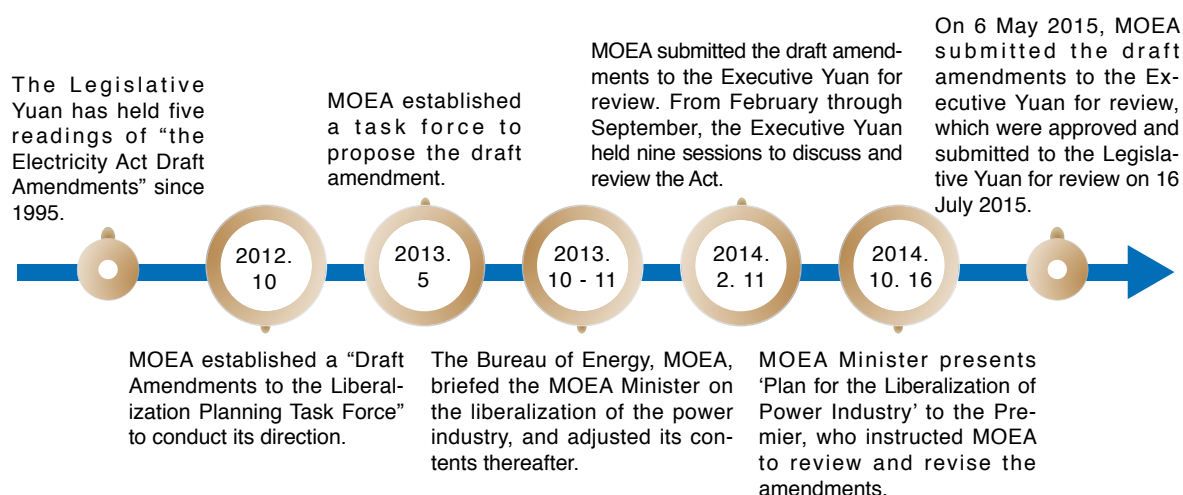 The Legislative
Yuan has held five
readings of “the
Electricity Act Draft
Amendments” since
1995.
2012.
10
MOEA established a “Draft
Amendments to the Liberal-
ization Planning Task Force”
to conduct its direction.
MOEA established
a task force to
propose the draft
amendment.
2013.
5
2013.
10 - 11
The Bureau of Energy, MOEA,
briefed the MOEA Minister on
the liberalization of the power
industry, and adjusted its con-
tents thereafter.
MOEA submitted the draft amend-
ments to the Executive Yuan for
review. From February through
September, the Executive Yuan
held nine sessions to discuss and
review the Act.
2014.
2. 11
2014.
10. 16
MOEA Minister presents
‘Plan for the Liberalization of
Power Industry’ to the Pre-
mier, who instructed MOEA
to review and revise the
amendments.
On 6 May 2015, MOEA
submitted the draft
amendments to the Ex-
ecutive Yuan for review,
which were approved and
submitted to the Legisla-
tive Yuan for review on 16
July 2015.